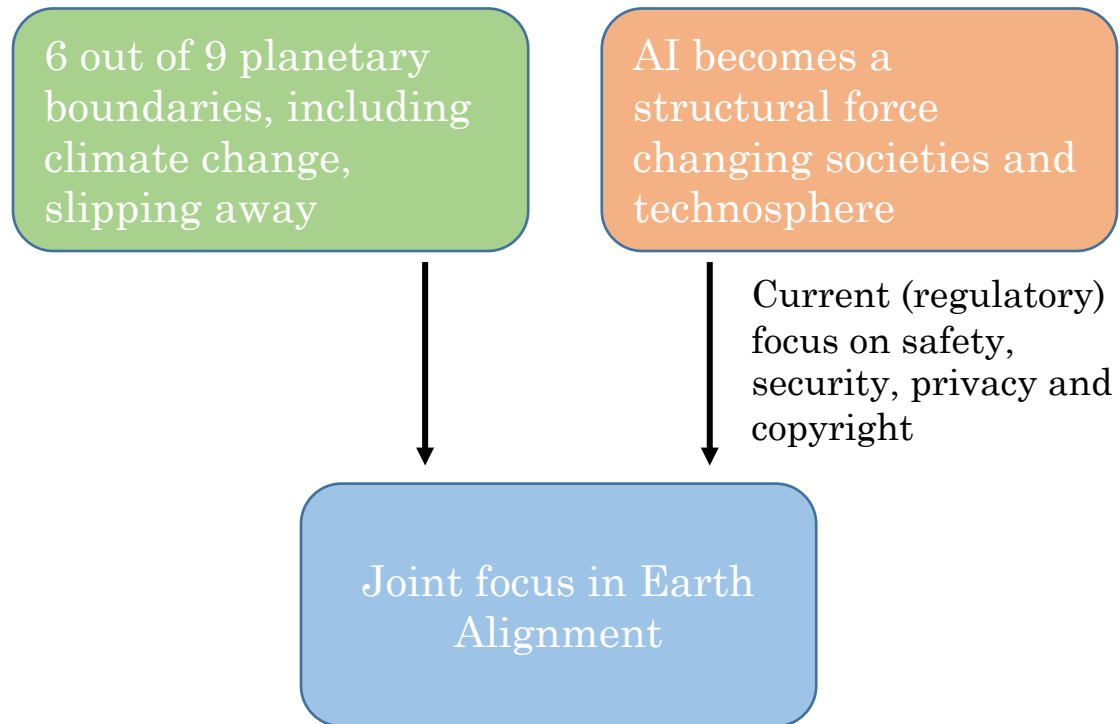 6 out of 9 planetary
boundaries, including
climate change,
slipping away
AI becomes a
structural force
changing societies and
technosphere
Current (regulatory)
focus on safety,
security, privacy and
copyright
Joint focus in Earth
Alignment